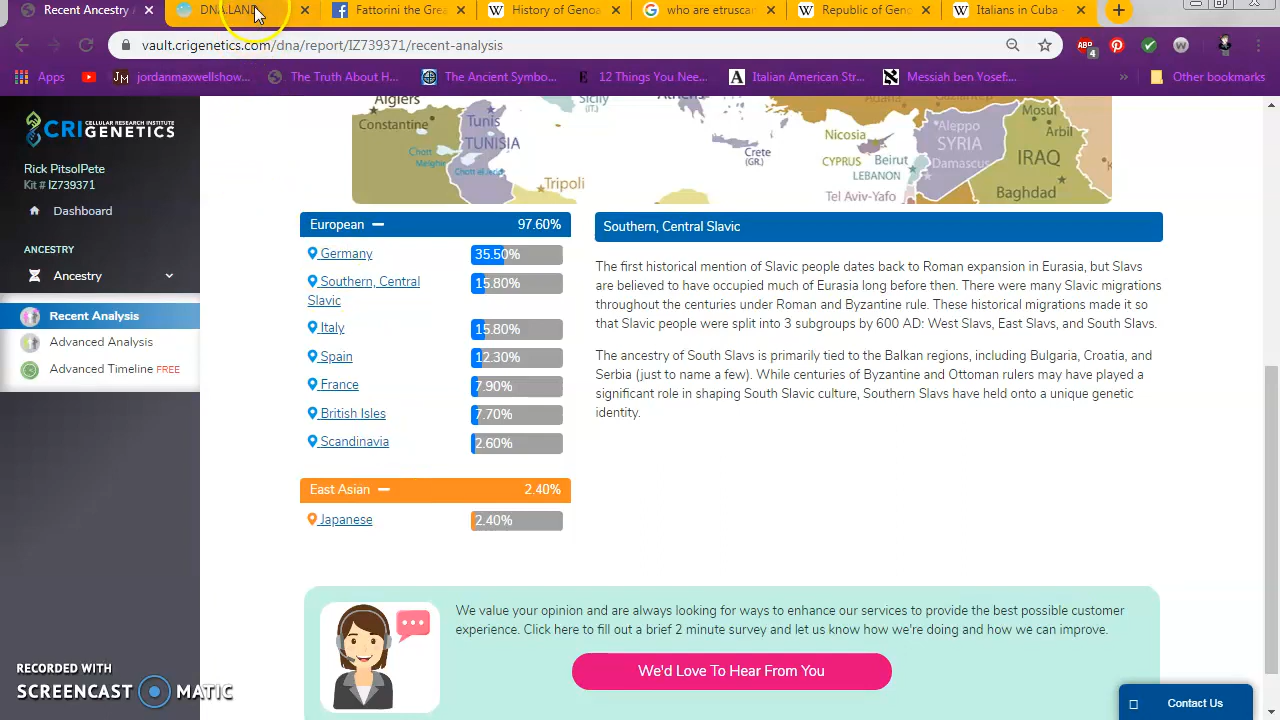 Recent Ancestry
DNA.LAND
Fattorini the Grea
History of Genoa
who are etruscan
Republic of Geno
Italians in Cuba -
vault.crigenetics.com/dna/report/IZ739371/recent-analysis
ABP
4
Apps
jordanmaxwellshow...
The Truth About H...
The Ancient Symbo...
12 Things You Nee...
Italian American Str...
Messiah ben Yosef:...
Other bookmarks
CRIGENETICS
CELLULAR RESEARCH INSTITUTE
Rick PitsolPete
Kit # IZ739371
Dashboard
ANCESTRY
Ancestry
Recent Analysis
Advanced Analysis
Advanced Timeline FREE
Algiers
Constantine
Tunis
TUNISIA
Chott Melrhir
Chott el Jerid
Sicily
(IT.)
Athens
Crete
(GR.)
Tripoli
Nicosia
CYPRUS
Beirut
LEBANON
Tel Aviv-Yafo
Aleppo
SYRIA
Damascus
Mosul
Arbil
IRAQ
Baghdad
European 97.60%
Germany 35.50%
Southern, Central Slavic 15.80%
Italy 15.80%
Spain 12.30%
France 7.90%
British Isles 7.70%
Scandinavia 2.60%
East Asian 2.40%
Japanese 2.40%
Southern, Central Slavic
The first historical mention of Slavic people dates back to Roman expansion in Eurasia, but Slavs
are believed to have occupied much of Eurasia long before then. There were many Slavic migrations
throughout the centuries under Roman and Byzantine rule. These historical migrations made it so
that Slavic people were split into 3 subgroups by 600 AD: West Slavs, East Slavs, and South Slavs.
The ancestry of South Slavs is primarily tied to the Balkan regions, including Bulgaria, Croatia, and
Serbia (just to name a few). While centuries of Byzantine and Ottoman rulers may have played a
significant role in shaping South Slavic culture, Southern Slavs have held onto a unique genetic
identity.
We value your opinion and are always looking for ways to enhance our services to provide the best possible customer
experience. Click here to fill out a brief 2 minute survey and let us know how we're doing and how we can improve.
We'd Love To Hear From You
Contact Us
RECORDED WITH
SCREENCAST MATIC